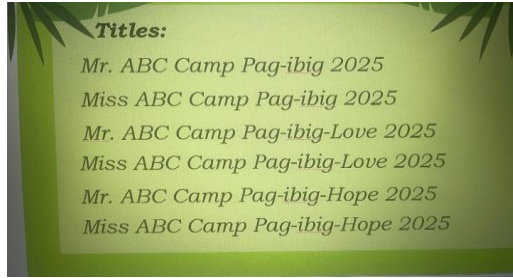 Titles:
Mr. ABC Camp Pag-ibig 2025
Miss ABC Camp Pag-ibig 2025
Mr. ABC Camp Pag-ibig-Love 2025
Miss ABC Camp Pag-ibig-Love 2025
Mr. ABC Camp Pag-ibig-Hope 2025
Miss ABC Camp Pag-ibig-Hope 2025